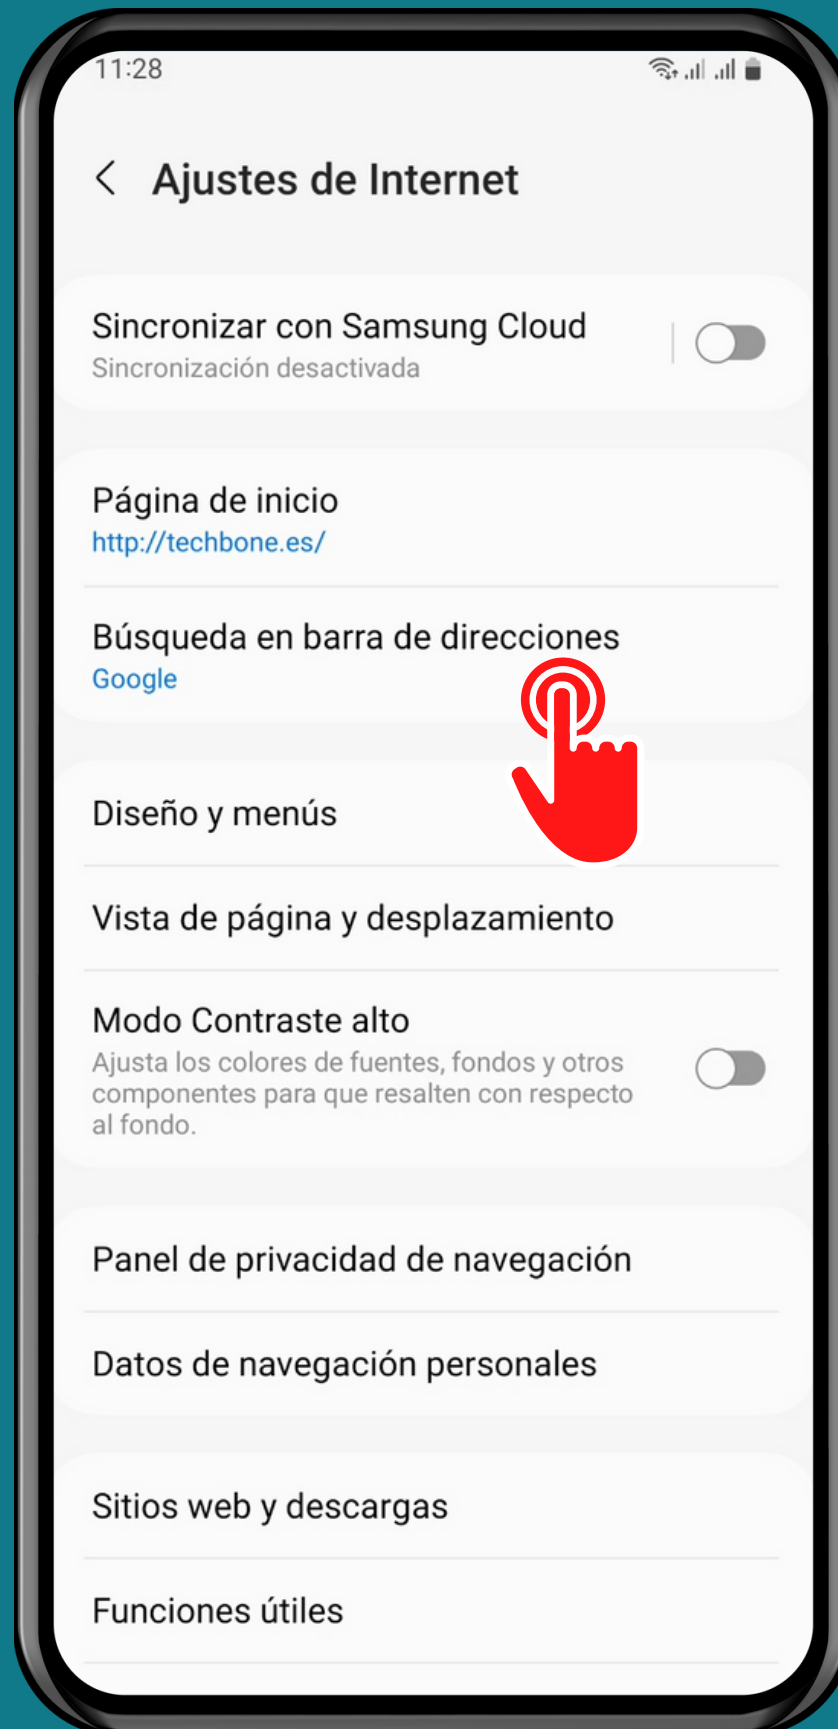 11:28
Ajustes de Internet
Sincronizar con Samsung Cloud
Sincronización desactivada
Página de inicio
http://techbone.es/
Búsqueda en barra de direcciones
Google
Diseño y menús
Vista de página y desplazamiento
Modo Contraste alto
Ajusta los colores de fuentes, fondos y otros
componentes para que resalten con respecto
al fondo.
Panel de privacidad de navegación
Datos de navegación personales
Sitios web y descargas
Funciones útiles